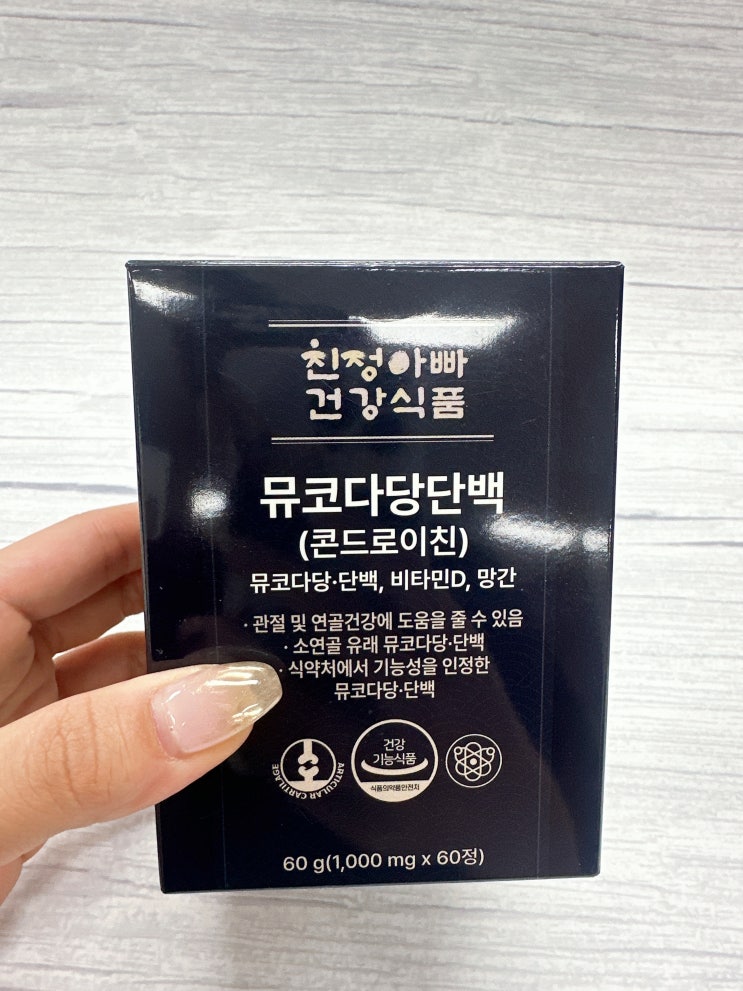 친정아빠
건강식품
뮤코다당단백
(콘드로이친)
뮤코다당·단백, 비타민D, 망간
· 관절 및 연골건강에 도움을 줄 수 있음
· 소연골 유래 뮤코다당·단백
· 식약처에서 기능성을 인정한
뮤코다당·단백
ARTICULAR CARTILAGE
건강
기능식품
식품의약품안전처
60 g(1,000 mg x 60정)